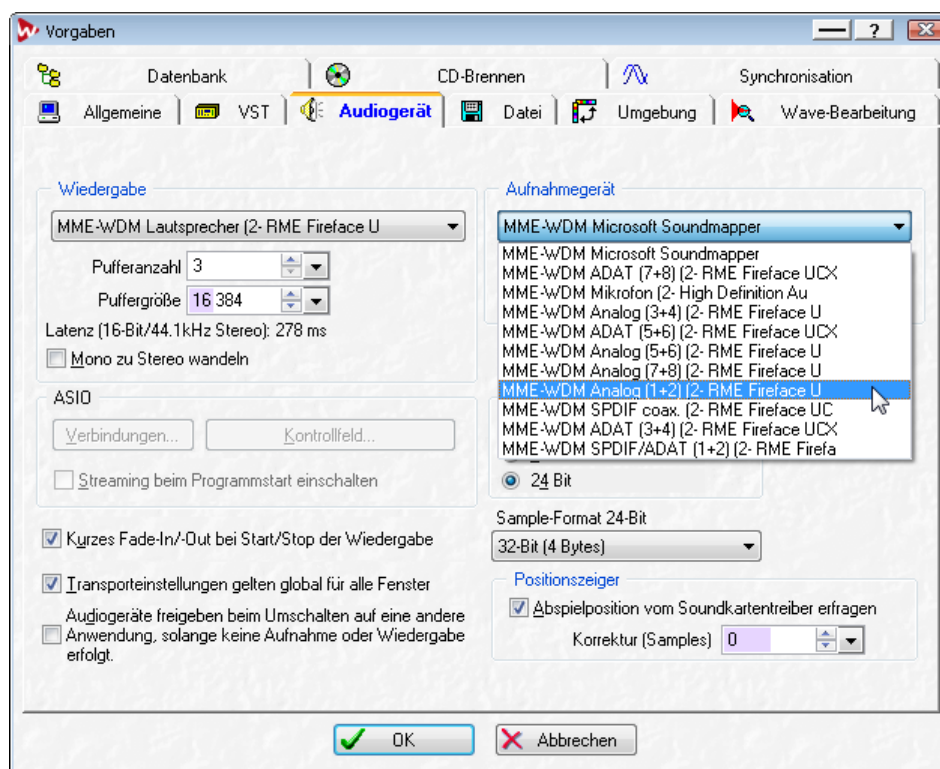 Vorgaben
?
Datenbank
CD-Brennen
Synchronisation
Allgemeine
VST
Audiogerät
Datei
Umgebung
Wave-Bearbeitung
Wiedergabe
MME-WDM Lautsprecher (2- RME Fireface U
Pufferanzahl 3
Puffergröße 16 384
Latenz (16-Bit/44.1kHz Stereo): 278 ms
Mono zu Stereo wandeln
ASIO
Verbindungen...
Kontrollfeld...
Streaming beim Programmstart einschalten
Kurzes Fade-In/-Out bei Start/Stop der Wiedergabe
Transporteinstellungen gelten global für alle Fenster
Audiogeräte freigeben beim Umschalten auf eine andere
Anwendung, solange keine Aufnahme oder Wiedergabe
erfolgt.
Aufnahmegerät
MME-WDM Microsoft Soundmapper
MME-WDM Microsoft Soundmapper
MME-WDM ADAT (7+8) (2- RME Fireface UCX
MME-WDM Mikrofon (2- High Definition Au
MME-WDM Analog (3+4) (2- RME Fireface U
MME-WDM ADAT (5+6) (2- RME Fireface UCX
MME-WDM Analog (5+6) (2- RME Fireface U
MME-WDM Analog (7+8) (2- RME Fireface U
MME-WDM Analog (1+2) (2- RME Fireface U
MME-WDM SPDIF coax. (2- RME Fireface UC
MME-WDM ADAT (3+4) (2- RME Fireface UCX
MME-WDM SPDIF/ADAT (1+2) (2- RME Firefa
24 Bit
Sample-Format 24-Bit
32-Bit (4 Bytes)
Positionszeiger
Abspielposition vom Soundkartentreiber erfragen
Korrektur (Samples) 0
OK
Abbrechen